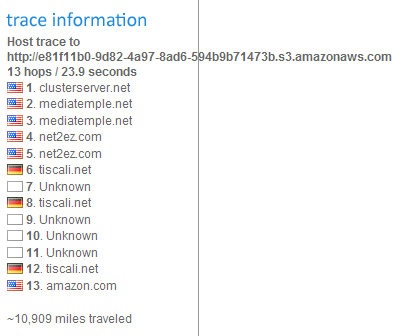 trace information
Host trace to
http://e81f11b0-9d82-4a97-8ad6-594b9b71473b.s3.amazonaws.com
13 hops / 23.9 seconds
1. clusterserver.net
2. mediatemple.net
3. mediatemple.net
4. net2ez.com
5. net2ez.com
6. tiscali.net
7. Unknown
8. tiscali.net
9. Unknown
10. Unknown
11. Unknown
12. tiscali.net
13. amazon.com
~10,909 miles traveled